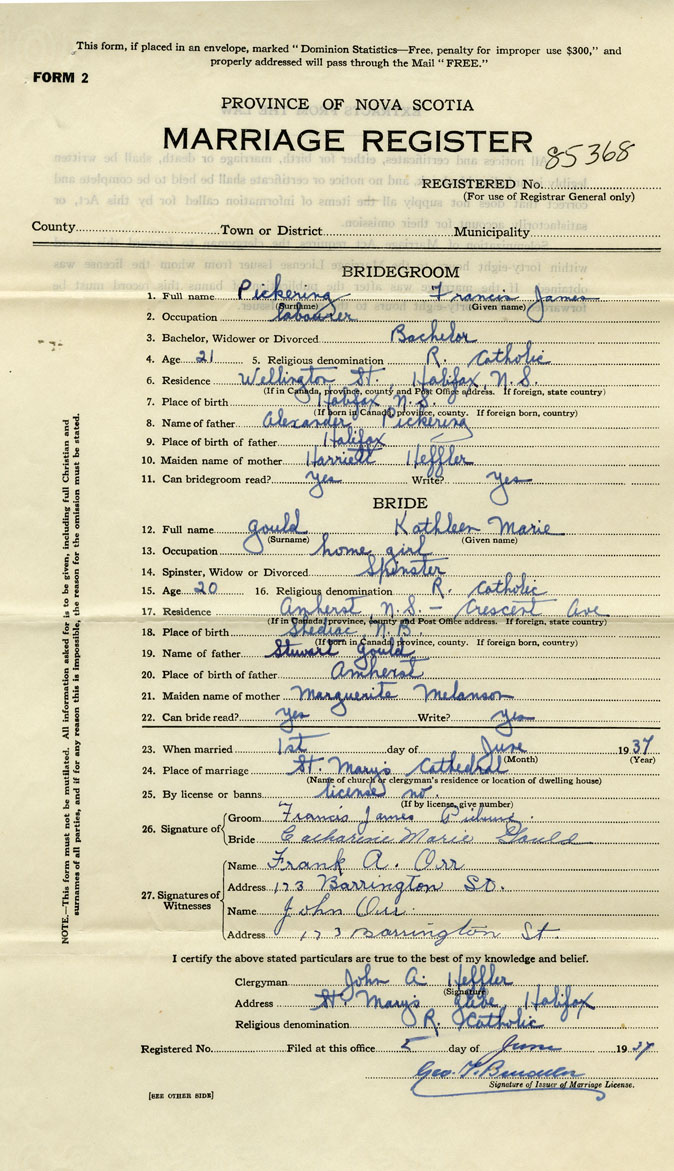 This form, if placed in an envelope, marked "Dominion Statistics—Free, penalty for improper use $300," and
properly addressed will pass through the Mail "FREE."
FORM 2
PROVINCE OF NOVA SCOTIA
MARRIAGE REGISTER 85368
REGISTERED No.
(For use of Registrar General only)
County Town or District Municipality
BRIDEGROOM
1. Full name Pickering Francis James
(Surname) (Given name)
2. Occupation labourer
3. Bachelor, Widower or Divorced Bachelor
4. Age 21 5. Religious denomination R. Catholic
6. Residence Wellington St., Halifax, N.S.
(If in Canada, province, county and Post Office address. If foreign, state country)
7. Place of birth Halifax N.S.
(If born in Canada, province, county. If foreign born, country)
8. Name of father Alexander Pickering
9. Place of birth of father Halifax
10. Maiden name of mother Harriett Heffler
11. Can bridegroom read? Yes Write? Yes
BRIDE
12. Full name Gould Kathleen Marie
(Surname) (Given name)
13. Occupation home girl
14. Spinster, Widow or Divorced Spinster
15. Age 20 16. Religious denomination R. Catholic
17. Residence Amherst, N.S. — Crescent Ave
(If in Canada, province, county and Post Office address. If foreign, state country)
18. Place of birth Shediac, N.B.
(If born in Canada, province, county. If foreign born, country)
19. Name of father Stewart Gould
20. Place of birth of father Amherst
21. Maiden name of mother Marguerite Melanson
22. Can bride read? Yes Write? Yes
23. When married 1st day of June 1937
(Month) (Year)
24. Place of marriage St. Mary's Cathedral
(Name of church or clergyman's residence or location of dwelling house)
25. By license or banns license no.
(If by license, give number)
26. Signature of
Groom Francis James
Bride Catharine Marie Gould
27. Signatures of Witnesses
Name Frank A. Orr
Address 173 Barrington St.
Name John Orr
Address 173 Barrington St.
I certify the above stated particulars are true to the best of my knowledge and belief.
Clergyman John A. Heffler
(Signature)
Address St. Mary's Glebe, Halifax
Religious denomination R. Catholic
Registered No. Filed at this office 5 day of June 1937
Geo.
Signature of Issuer of Marriage License.
[SEE OTHER SIDE]
NOTE.—This form must not be mutilated. All information asked for is to be given, including full Christian and
surnames of all parties, and if for any reason this is impossible, the reason for the omission must be stated.